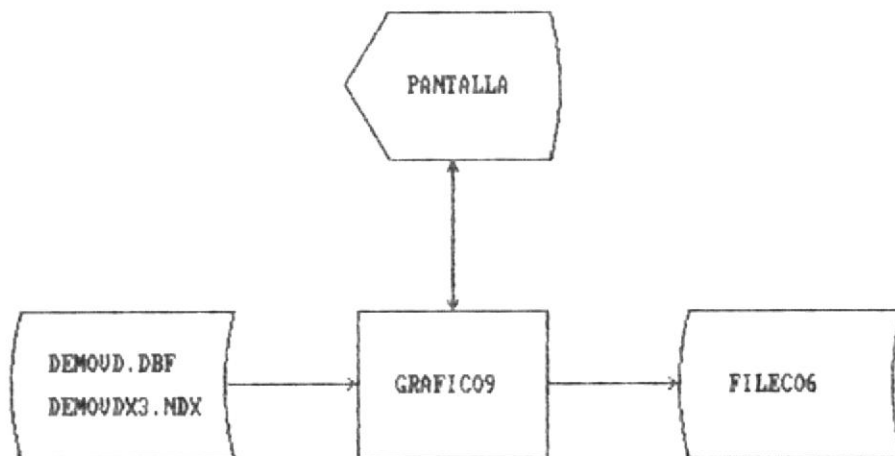 PANTALLA
DEMOVD.DBF
DEMOVDX3.NDX
GRAFICO9
FILEC06